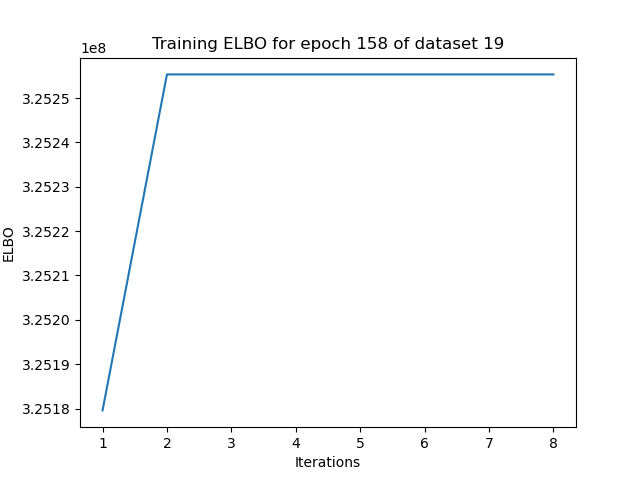 Training ELBO for epoch 158 of dataset 19
1e8
3.2525
3.2524
3.2523
3.2522
3.2521
3.2520
3.2519
3.2518
ELBO
1 2 3 4 5 6 7 8
Iterations